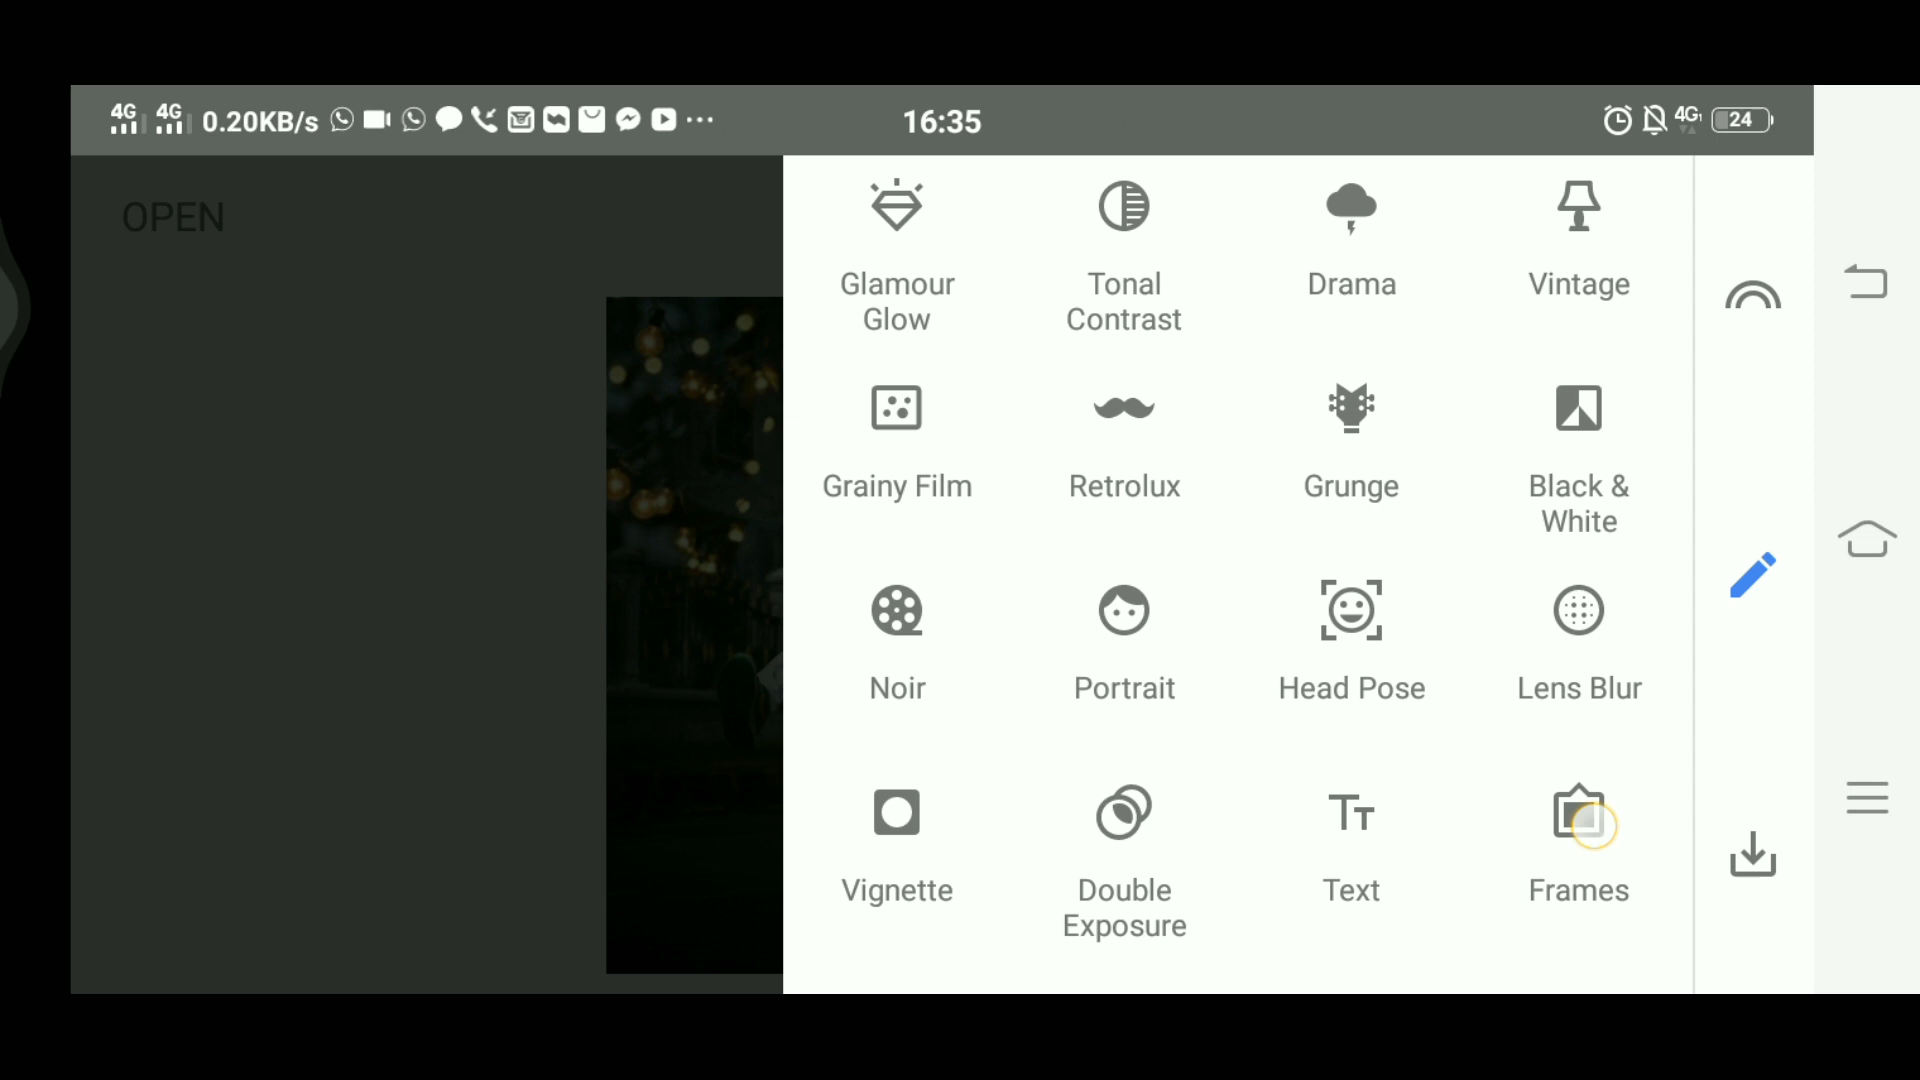 4G 4G 0.20KB/s 16:35 4G 24
OPEN
Glamour Glow
Tonal Contrast
Drama
Vintage
Grainy Film
Retrolux
Grunge
Black & White
Noir
Portrait
Head Pose
Lens Blur
Vignette
Double Exposure
Text
Frames